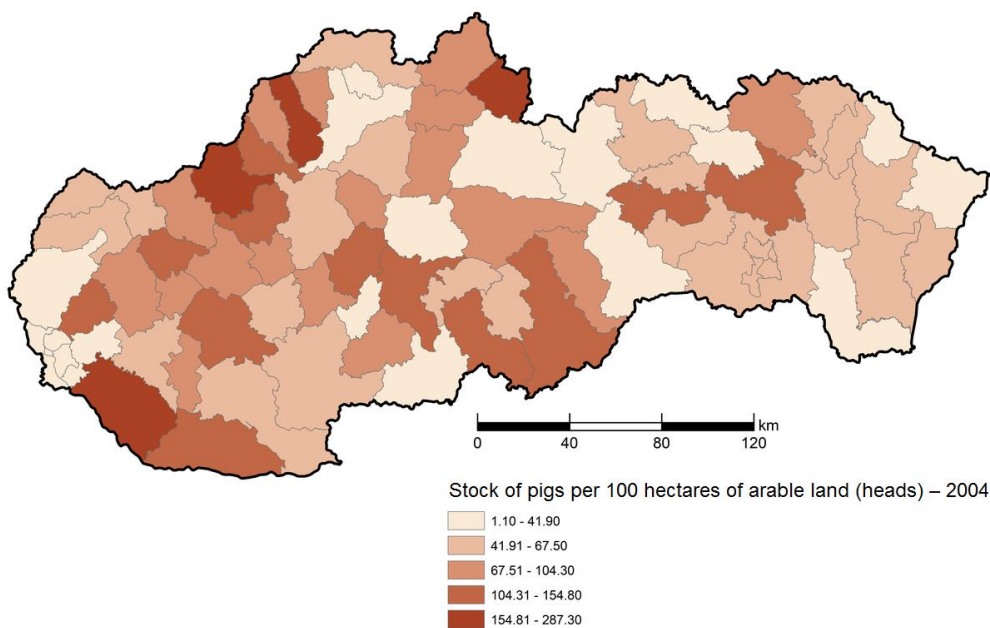 km
0 40 80 120
Stock of pigs per 100 hectares of arable land (heads) – 2004
1.10 - 41.90
41.91 - 67.50
67.51 - 104.30
104.31 - 154.80
154.81 - 287.30